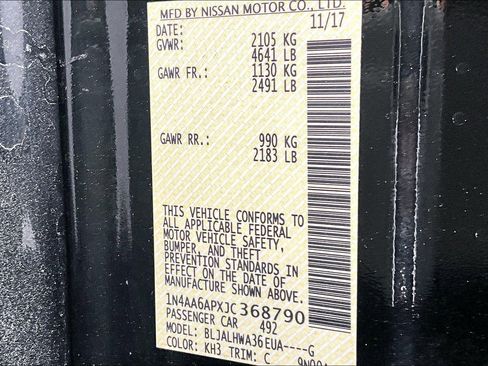 MFD BY NISSAN MOTOR CO., LTD.
DATE: 11/17
GVWR: 2105 KG
4641 LB
GAWR FR.: 1130 KG
2491 LB
GAWR RR.: 990 KG
2183 LB
THIS VEHICLE CONFORMS TO
ALL APPLICABLE FEDERAL
MOTOR VEHICLE SAFETY,
BUMPER, AND THEFT
PREVENTION STANDARDS IN
EFFECT ON THE DATE OF
MANUFACTURE SHOWN ABOVE.
1N4AA6APXJC368790
PASSENGER CAR 492
MODEL: BLJALHWA36EUA----G
COLOR: KH3 TRIM: C